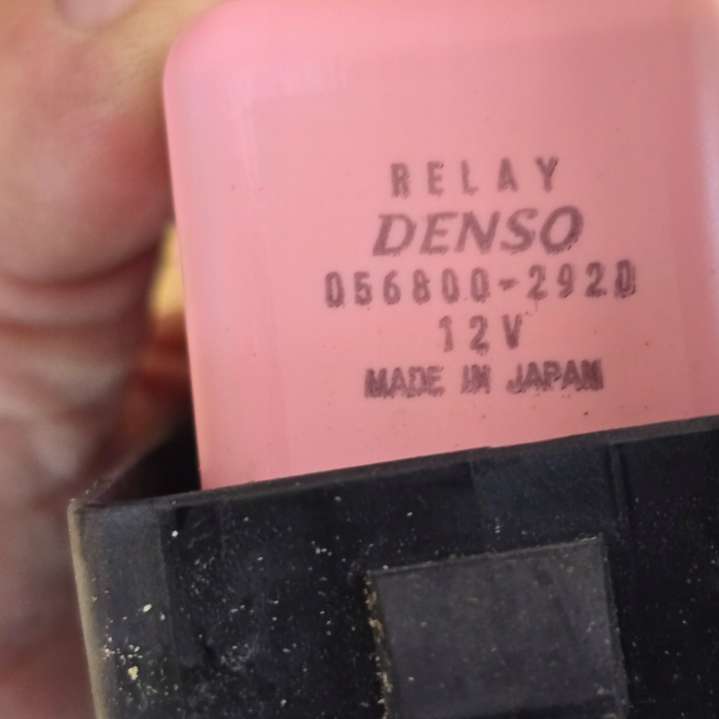 RELAY
DENSO
056800-2920
12V
MADE IN JAPAN